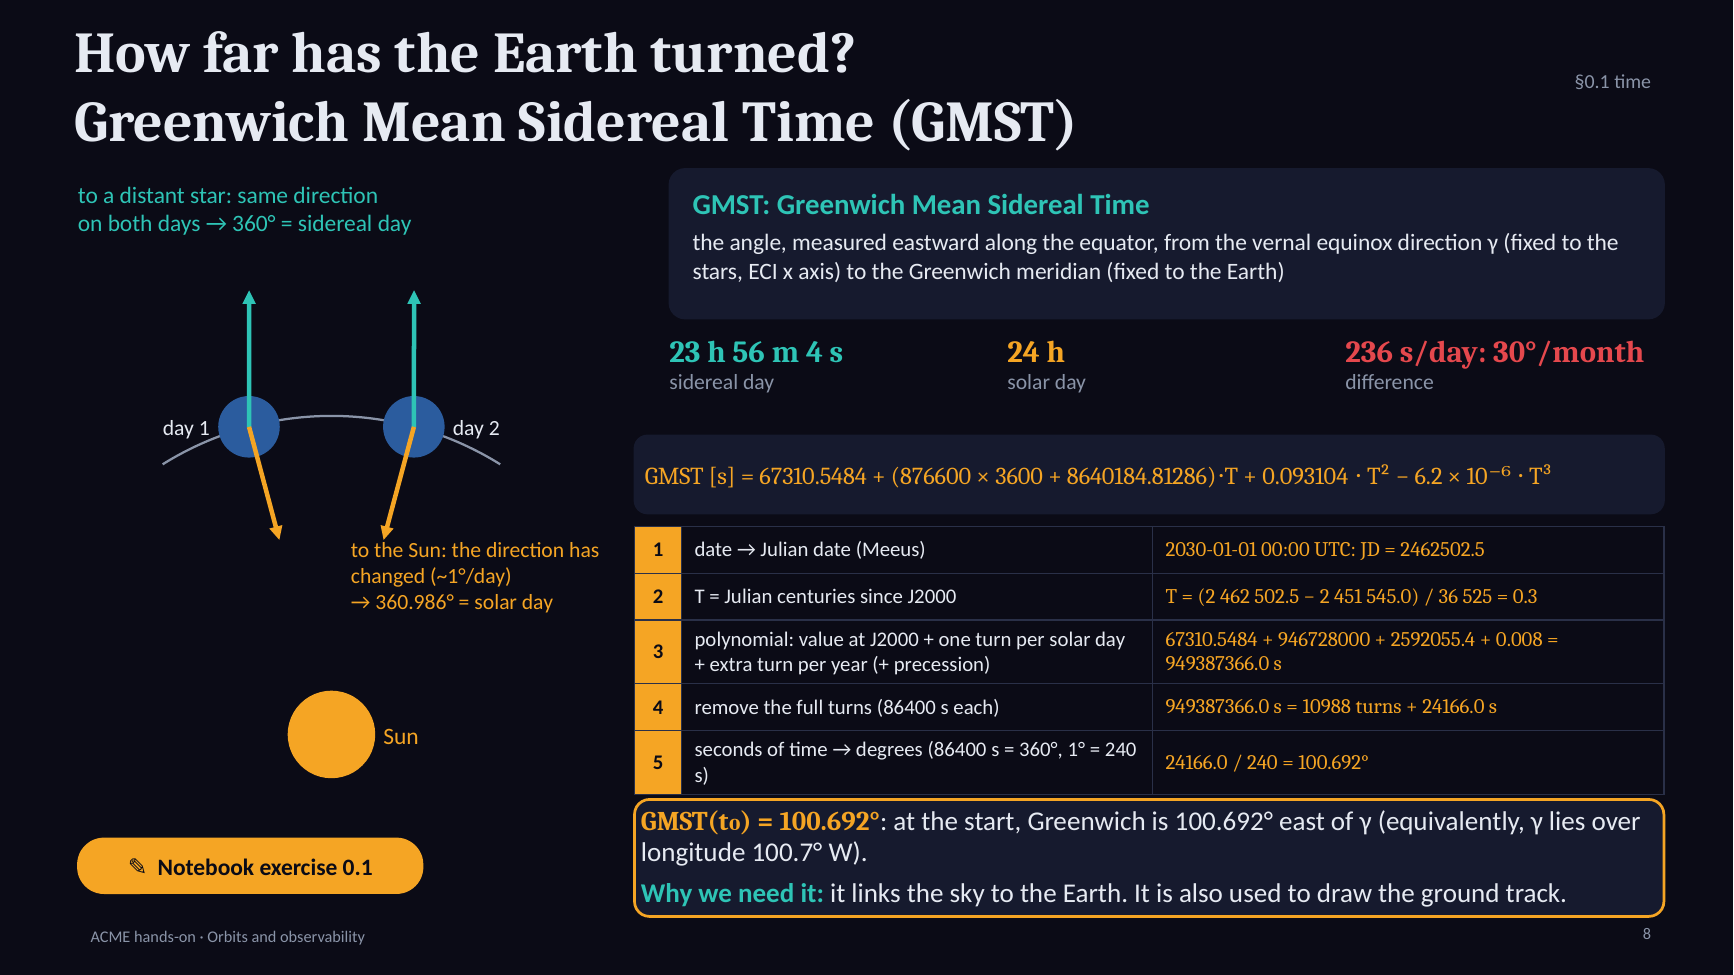 How far has the Earth turned?
Greenwich Mean Sidereal Time (GMST)
§0.1 time
to a distant star: same direction
on both days → 360° = sidereal day
day 1
day 2
to the Sun: the direction has
changed (~1°/day)
→ 360.986° = solar day
Sun
✎ Notebook exercise 0.1
GMST: Greenwich Mean Sidereal Time
the angle, measured eastward along the equator, from the vernal equinox direction γ (fixed to the
stars, ECI x axis) to the Greenwich meridian (fixed to the Earth)
23 h 56 m 4 s
sidereal day
24 h
solar day
236 s/day: 30°/month
difference
GMST [s] = 67310.5484 + (876600 × 3600 + 8640184.81286)·T + 0.093104 · T² − 6.2 × 10⁻⁶ · T³
1 date → Julian date (Meeus) 2030-01-01 00:00 UTC: JD = 2462502.5
2 T = Julian centuries since J2000 T = (2 462 502.5 − 2 451 545.0) / 36 525 = 0.3
3 polynomial: value at J2000 + one turn per solar day
+ extra turn per year (+ precession)
67310.5484 + 946728000 + 2592055.4 + 0.008 =
949387366.0 s
4 remove the full turns (86400 s each) 949387366.0 s = 10988 turns + 24166.0 s
5 seconds of time → degrees (86400 s = 360°, 1° = 240
s)
24166.0 / 240 = 100.692°
GMST(t₀) = 100.692°: at the start, Greenwich is 100.692° east of γ (equivalently, γ lies over
longitude 100.7° W).
Why we need it: it links the sky to the Earth. It is also used to draw the ground track.
ACME hands-on · Orbits and observability
8